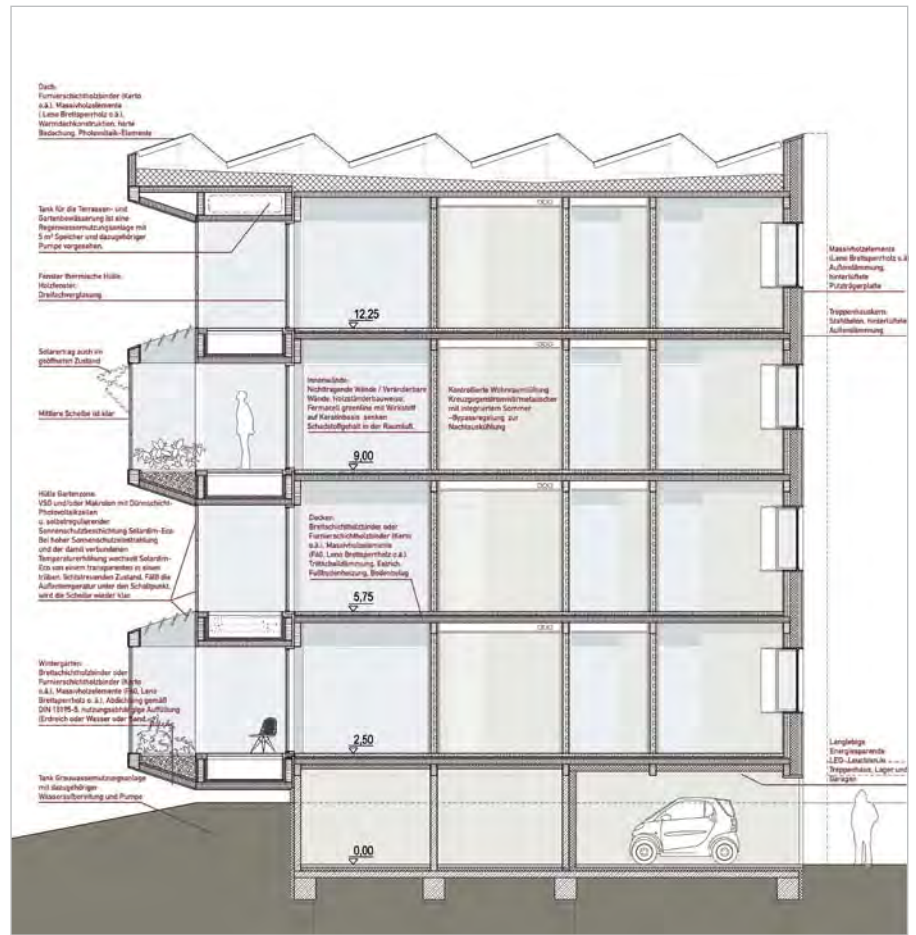 Dach:
Furnierschichtholzbinder (Kerto
o.ä.), Massivholzelemente
( Leno Brettsperrholz o.ä.),
Warmdachkonstruktion, harte
Bedachung, Photovoltaik-Elemente
Tank für die Terrassen- und
Gartenbewässerung ist eine
Regenwassernutzungsanlage mit
5 m³ Speicher und dazugehöriger
Pumpe vorgesehen.
Fenster thermische Hülle:
Holzfenster
Dreifachverglasung
Solarertrag auch im
geöffneten Zustand
Mittlere Scheibe ist klar
Hülle Gartenzone:
VSG und/oder Makrolon mit Dünnschicht-
Photovoltaikzellen
u. selbstregulierender
Sonnenschutzbeschichtung Solardim-Eco.
Bei hoher Sonnenscheineinstrahlung
und der damit verbundenen
Temperaturerhöhung wechselt Solardim-
Eco von einem transparenten in einen
trüben, lichtstreuenden Zustand. Fällt die
Außentemperatur unter den Schaltpunkt,
wird die Scheibe wieder klar.
Wintergärten:
Brettschichtholzbinder oder
Furnierschichtholzbinder (Kerto
o.ä.), Massivholzelemente (F60, Leno
Brettsperrholz o. ä.), Abdichtung gemäß
DIN 18195-5, nutzungsabhängige Auffüllung
(Erdreich oder Wasser oder Sand
Tank Grauwassernutzungsanlage
mit dazugehöriger
Wasseraufbereitung und Pumpe
12,25
Innenwände:
Nichttragende Wände / Veränderbare
Wände: Holzständerbauweise,
Fermacell greenline mit Wirkstoff
auf Keratinbasis senken
Schadstoffgehalt in der Raumluft.
Kontrollierte Wohnraumlüftung
Kreuzgegenstromwärmetauscher
mit integriertem Sommer
-Bypassregelung zur
Nachtauskühlung
9,00
Decken:
Brettschichtholzbinder oder
Furnierschichtholzbinder (Kerto
o.ä.), Massivholzelemente
(F60, Leno Brettsperrholz o.ä.)
Trittschalldämmung, Estrich
Fußbodenheizung, Bodenbelag
5,75
2,50
0,00
Massivholzelemente
(Leno Brettsperrholz o.ä
Außendämmung,
hinterlüftete
Putzträgerplatte
Treppenhauskern:
Stahlbeton, hinterlüftete
Außendämmung
Langlebige
Energiesparende
LED-Leuchten in
Treppenhaus, Lager und
Garagen